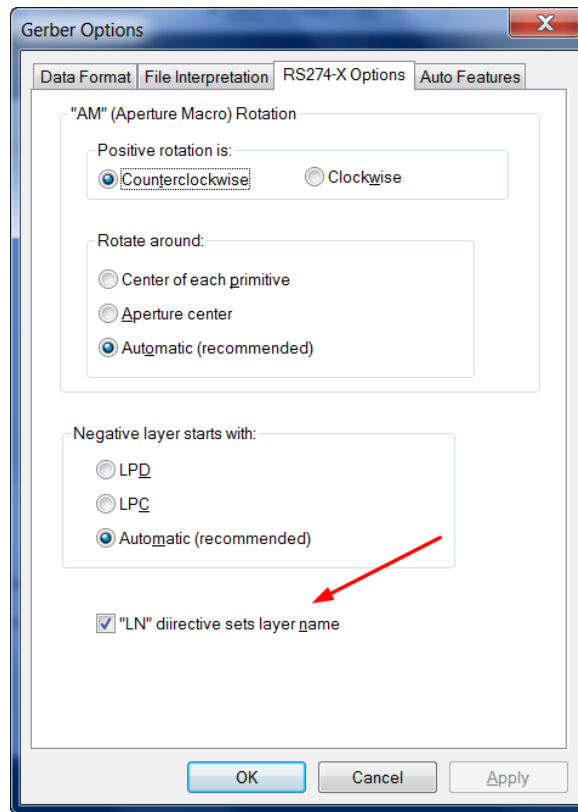 Gerber Options
X
Data Format File Interpretation RS274-X Options Auto Features
"AM" (Aperture Macro) Rotation
Positive rotation is:
Counterclockwise Clockwise
Rotate around:
Center of each primitive
Aperture center
Automatic (recommended)
Negative layer starts with:
LPD
LPC
Automatic (recommended)
"LN" diirective sets layer name
OK Cancel Apply